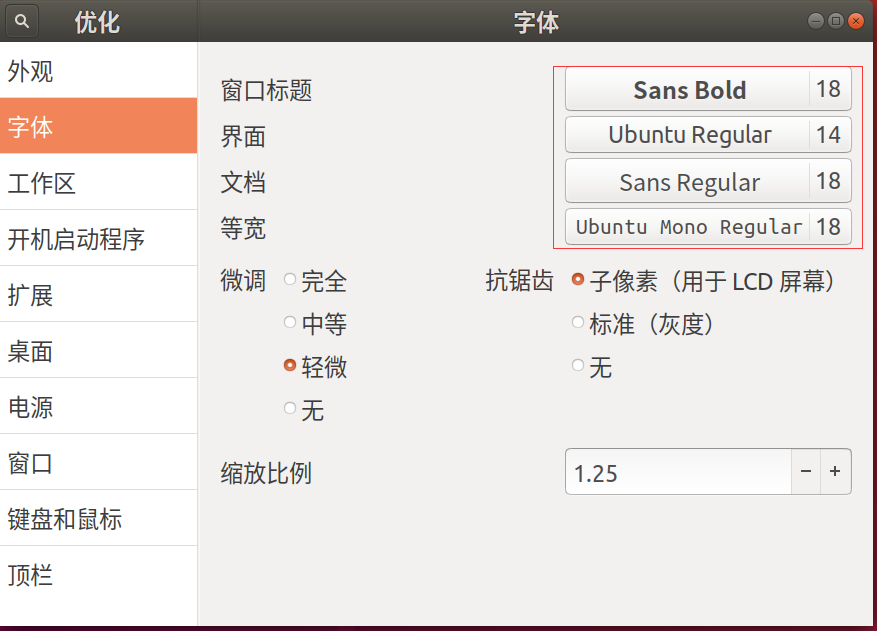 优化
字体
外观
字体
工作区
开机启动程序
扩展
桌面
电源
窗口
键盘和鼠标
顶栏
窗口标题 Sans Bold 18
界面 Ubuntu Regular 14
文档 Sans Regular 18
等宽 Ubuntu Mono Regular 18
微调 完全 抗锯齿 子像素（用于 LCD 屏幕）
中等 标准（灰度）
轻微 无
无
缩放比例 1.25 − +